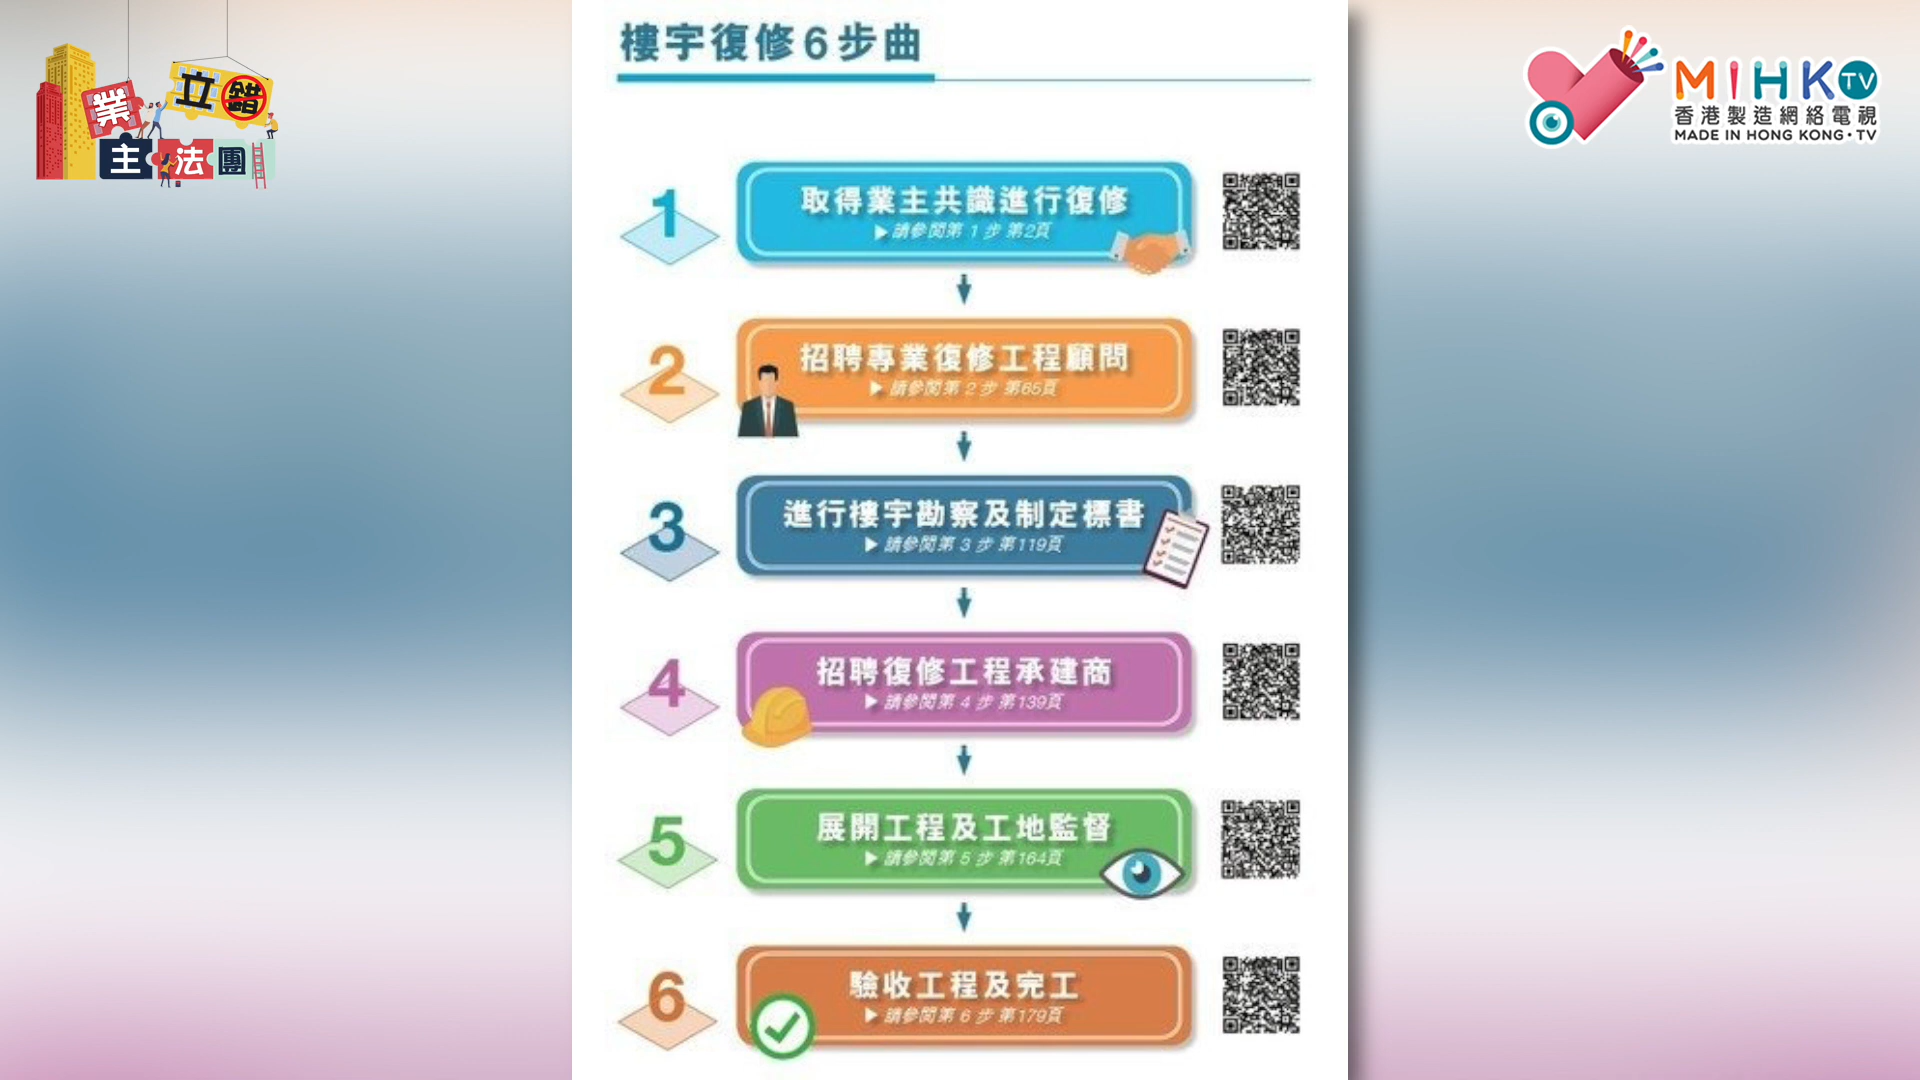 樓宇復修6步曲
業
立錯
主法團
MIHK TV
香港製造網絡電視
MADE IN HONG KONG・TV
1
取得業主共識進行復修
▶請參閱第 1 步 第2頁
2
招聘專業復修工程顧問
▶請參閱第 2 步 第65頁
3
進行樓宇勘察及制定標書
▶請參閱第 3 步 第119頁
4
招聘復修工程承建商
▶請參閱第 4 步 第139頁
5
展開工程及工地監督
▶請參閱第 5 步 第164頁
6
驗收工程及完工
▶請參閱第 6 步 第179頁